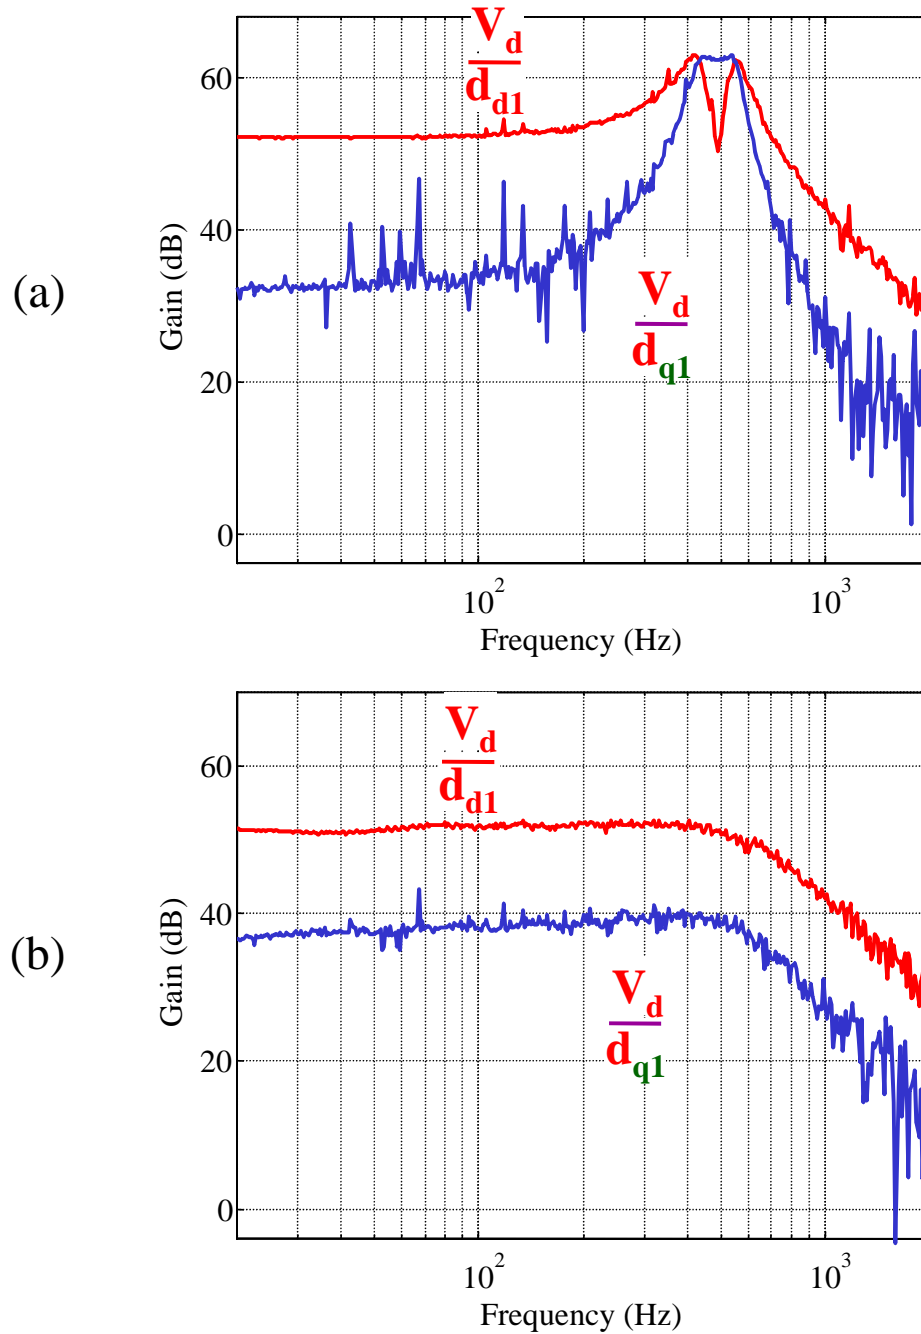 (a)
Gain (dB)
60
40
20
0
V_d
d_d1
V_d
d_q1
10^2
10^3
Frequency (Hz)
(b)
Gain (dB)
60
40
20
0
V_d
d_d1
V_d
d_q1
10^2
10^3
Frequency (Hz)